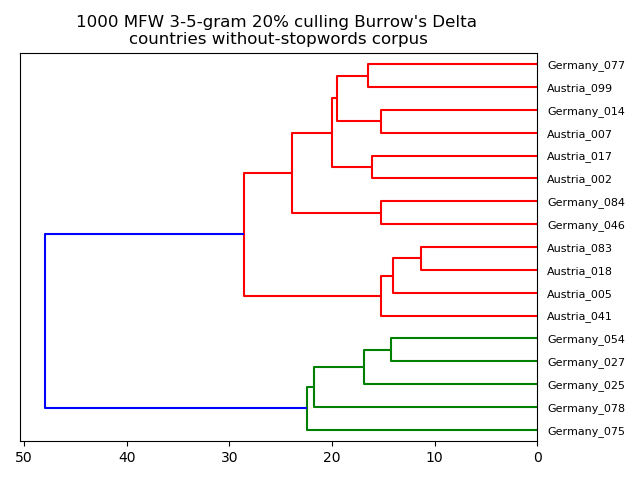 1000 MFW 3-5-gram 20% culling Burrow's Delta
countries without-stopwords corpus
Germany_077
Austria_099
Germany_014
Austria_007
Austria_017
Austria_002
Germany_084
Germany_046
Austria_083
Austria_018
Austria_005
Austria_041
Germany_054
Germany_027
Germany_025
Germany_078
Germany_075
50 40 30 20 10 0